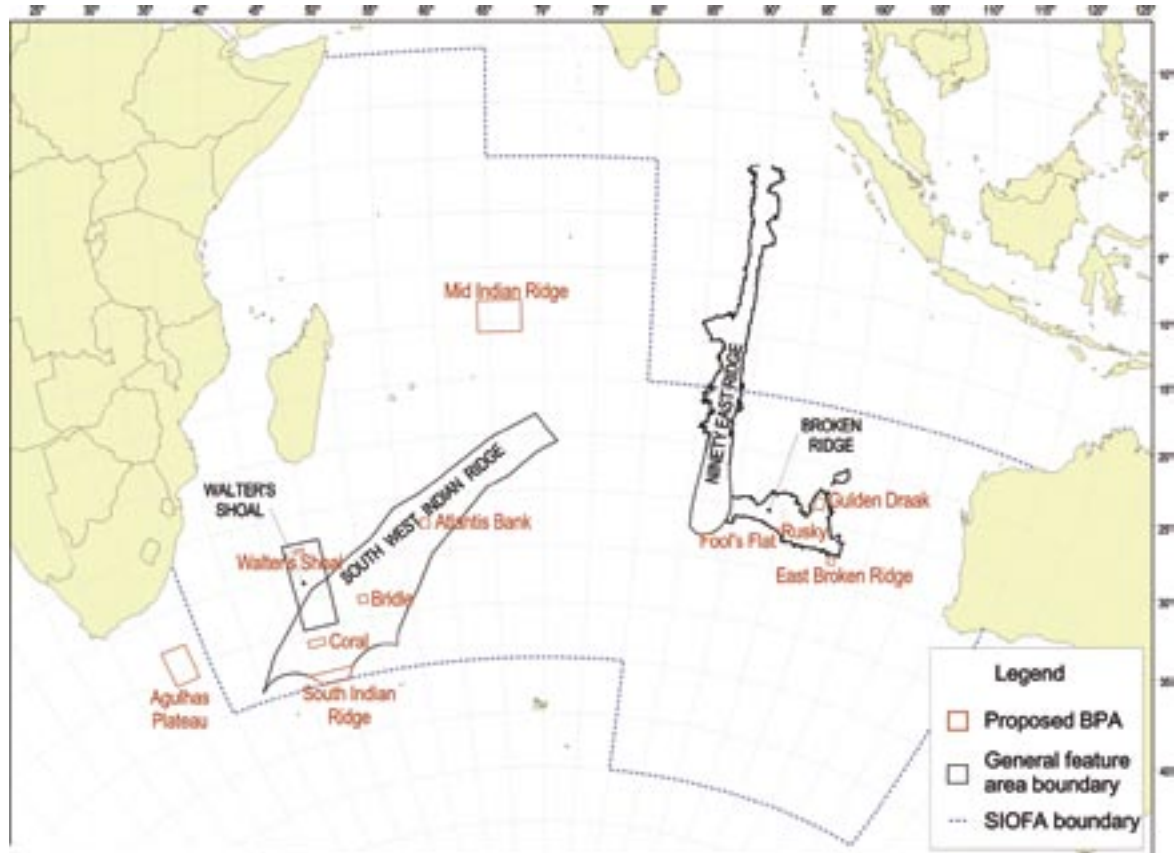 Mid Indian Ridge
NINETY EAST RIDGE
BROKEN
RIDGE
WALTER'S
SHOAL
SOUTH WEST INDIAN RIDGE
Gulden Draak
Atlantis Bank
Rusky
Fool's Flat
Walter's Shoal
East Broken Ridge
Bridle
Coral
Agulhas
Plateau
South Indian
Ridge
Legend
Proposed BPA
General feature
area boundary
SIOFA boundary